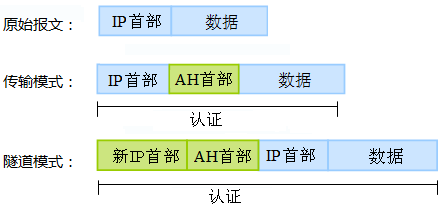 原始报文： IP首部 数据
传输模式： IP首部 AH首部 数据
认证
隧道模式： 新IP首部 AH首部 IP首部 数据
认证